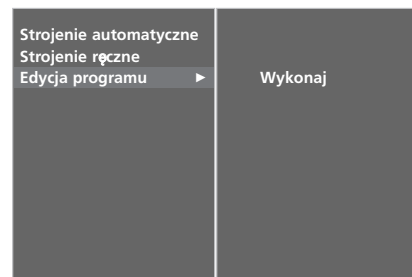 Strojenie automatyczne
Strojenie ręczne
Edycja programu ► Wykonaj